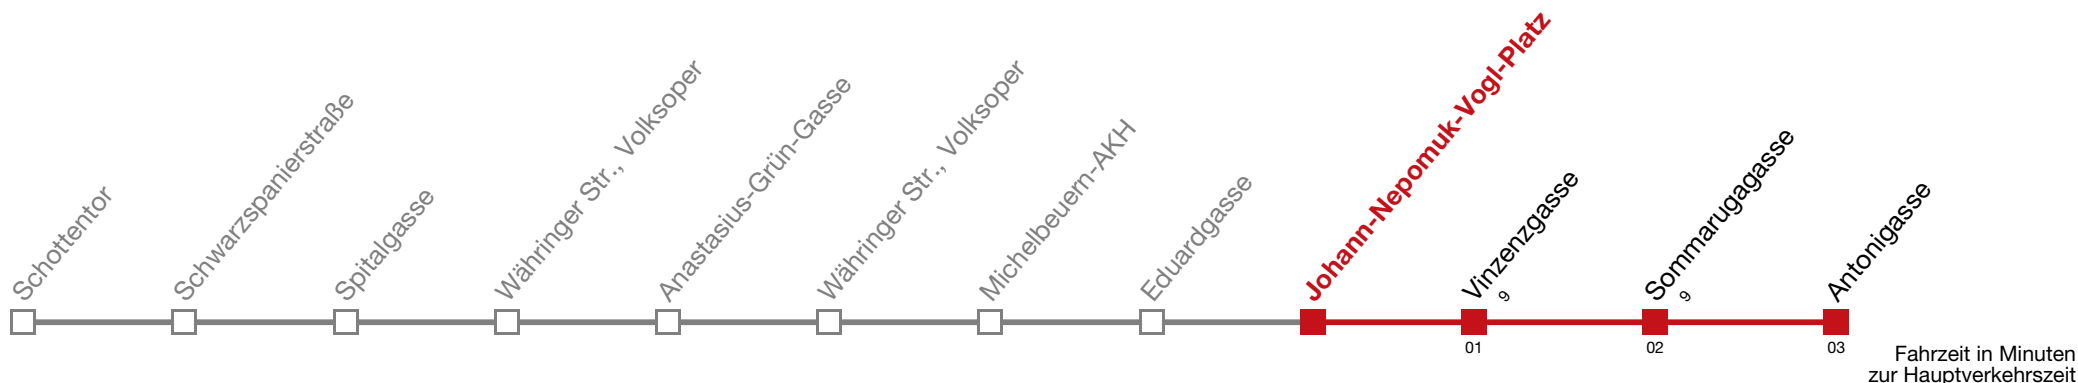 Schottentor
Schwarzspanierstraße
Spitalgasse
Währinger Str., Volksoper
Anastasius-Grün-Gasse
Währinger Str., Volksoper
Michelbeuern-AKH
Eduardgasse
Johann-Nepomuk-Vogl-Platz
Vinzenzgasse
9
Sommarugagasse
9
Antonigasse
01
02
03
Fahrzeit in Minuten
zur Hauptverkehrszeit